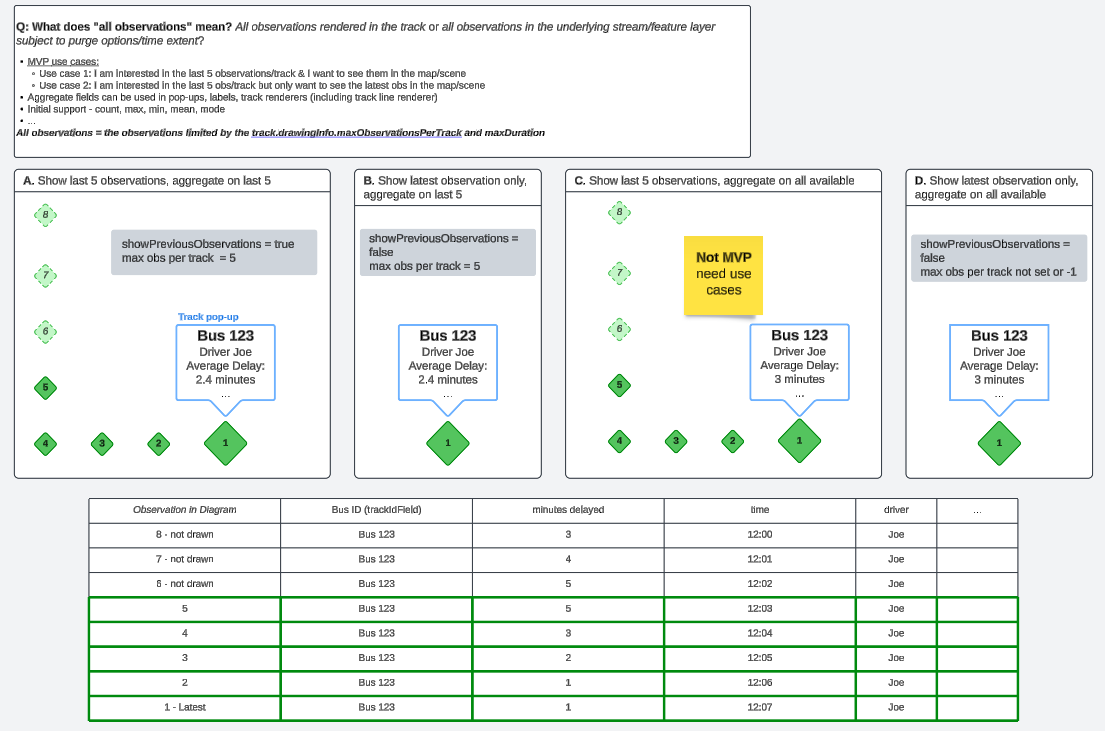 Q: What does "all observations" mean? All observations rendered in the track or all observations in the underlying stream/feature layer
subject to purge options/time extent?
• MVP use cases:
◦ Use case 1: I am interested in the last 5 observations/track & I want to see them in the map/scene
◦ Use case 2: I am interested in the last 5 obs/track but only want to see the latest obs in the map/scene
• Aggregate fields can be used in pop-ups, labels, track renderers (including track line renderer)
• Initial support - count, max, min, mean, mode
• ...
All observations = the observations limited by the track.drawingInfo.maxObservationsPerTrack and maxDuration
A. Show last 5 observations, aggregate on last 5
8
showPreviousObservations = true
max obs per track = 5
7
Track pop-up
6
Bus 123
Driver Joe
Average Delay:
2.4 minutes
...
5
4 3 2 1
B. Show latest observation only,
aggregate on last 5
showPreviousObservations =
false
max obs per track = 5
Bus 123
Driver Joe
Average Delay:
2.4 minutes
...
1
C. Show last 5 observations, aggregate on all available
8
Not MVP
need use
cases
7
6
Bus 123
Driver Joe
Average Delay:
3 minutes
...
5
4 3 2 1
D. Show latest observation only,
aggregate on all available
showPreviousObservations =
false
max obs per track not set or -1
Bus 123
Driver Joe
Average Delay:
3 minutes
...
1
Observation in Diagram Bus ID (trackIdField) minutes delayed time driver ...
8 - not drawn Bus 123 3 12:00 Joe
7 - not drawn Bus 123 4 12:01 Joe
6 - not drawn Bus 123 5 12:02 Joe
5 Bus 123 5 12:03 Joe
4 Bus 123 3 12:04 Joe
3 Bus 123 2 12:05 Joe
2 Bus 123 1 12:06 Joe
1 - Latest Bus 123 1 12:07 Joe